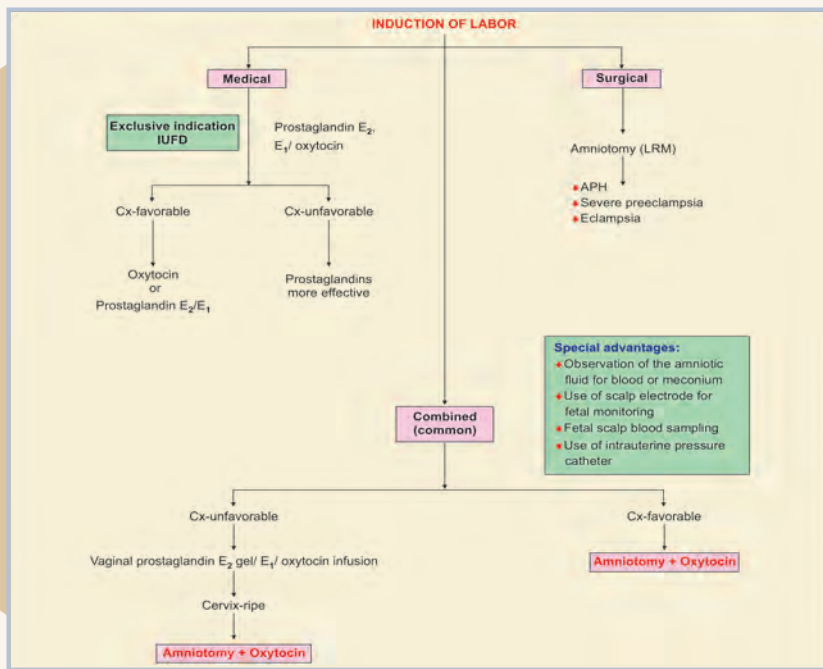 INDUCTION OF LABOR
Medical
Surgical
Exclusive indication
IUFD
Prostaglandin E₂,
E₁/ oxytocin
Amniotomy (LRM)
APH
Severe preeclampsia
Eclampsia
Cx-favorable
Cx-unfavorable
Oxytocin
or
Prostaglandin E₂/E₁
Prostaglandins
more effective
Special advantages:
Observation of the amniotic
fluid for blood or meconium
Use of scalp electrode for
fetal monitoring
Fetal scalp blood sampling
Use of intrauterine pressure
catheter
Combined
(common)
Cx-unfavorable
Cx-favorable
Vaginal prostaglandin E₂ gel/ E₁/ oxytocin infusion
Amniotomy + Oxytocin
Cervix-ripe
Amniotomy + Oxytocin